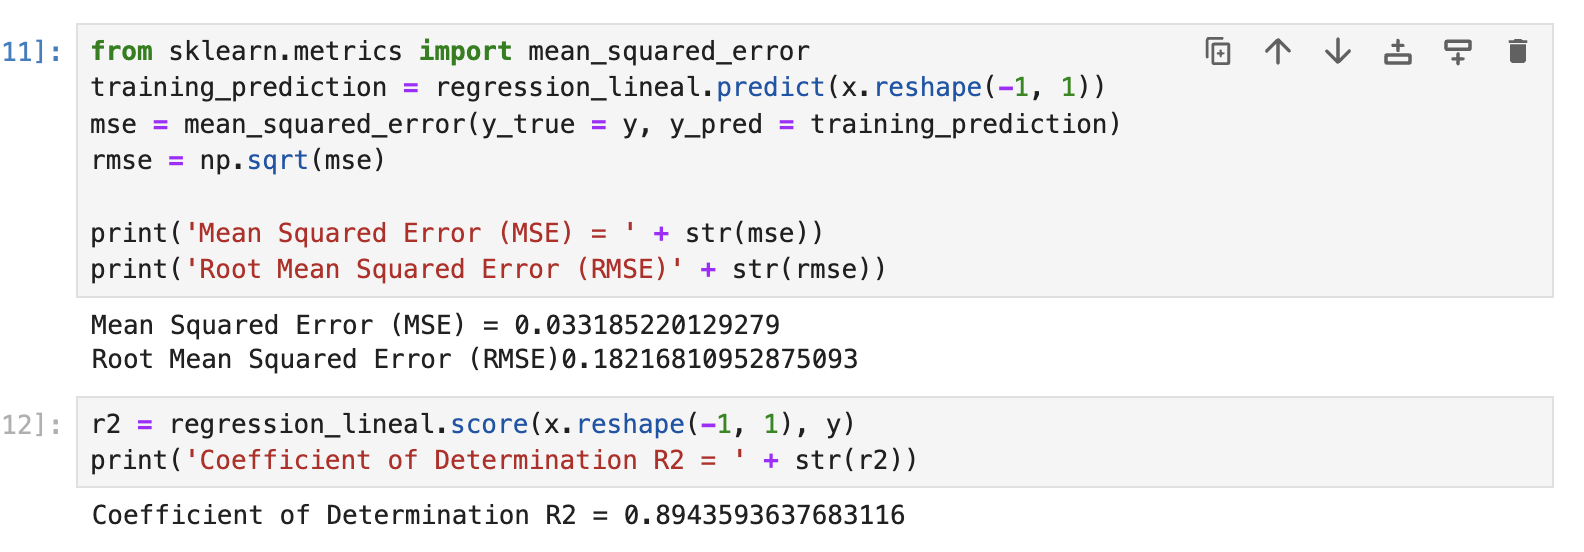 11]:
from sklearn.metrics import mean_squared_error
training_prediction = regression_lineal.predict(x.reshape(-1, 1))
mse = mean_squared_error(y_true = y, y_pred = training_prediction)
rmse = np.sqrt(mse)
print('Mean Squared Error (MSE) = ' + str(mse))
print('Root Mean Squared Error (RMSE)' + str(rmse))
Mean Squared Error (MSE) = 0.033185220129279
Root Mean Squared Error (RMSE)0.18216810952875093
12]:
r2 = regression_lineal.score(x.reshape(-1, 1), y)
print('Coefficient of Determination R2 = ' + str(r2))
Coefficient of Determination R2 = 0.8943593637683116